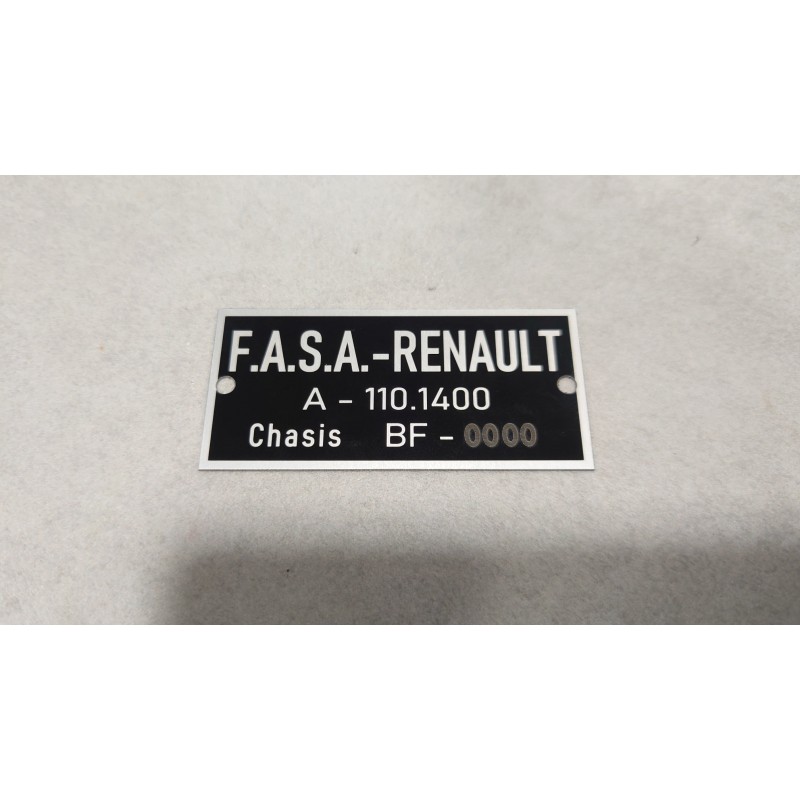 F.A.S.A.-RENAULT
A - 110.1400
Chasis BF - 0000